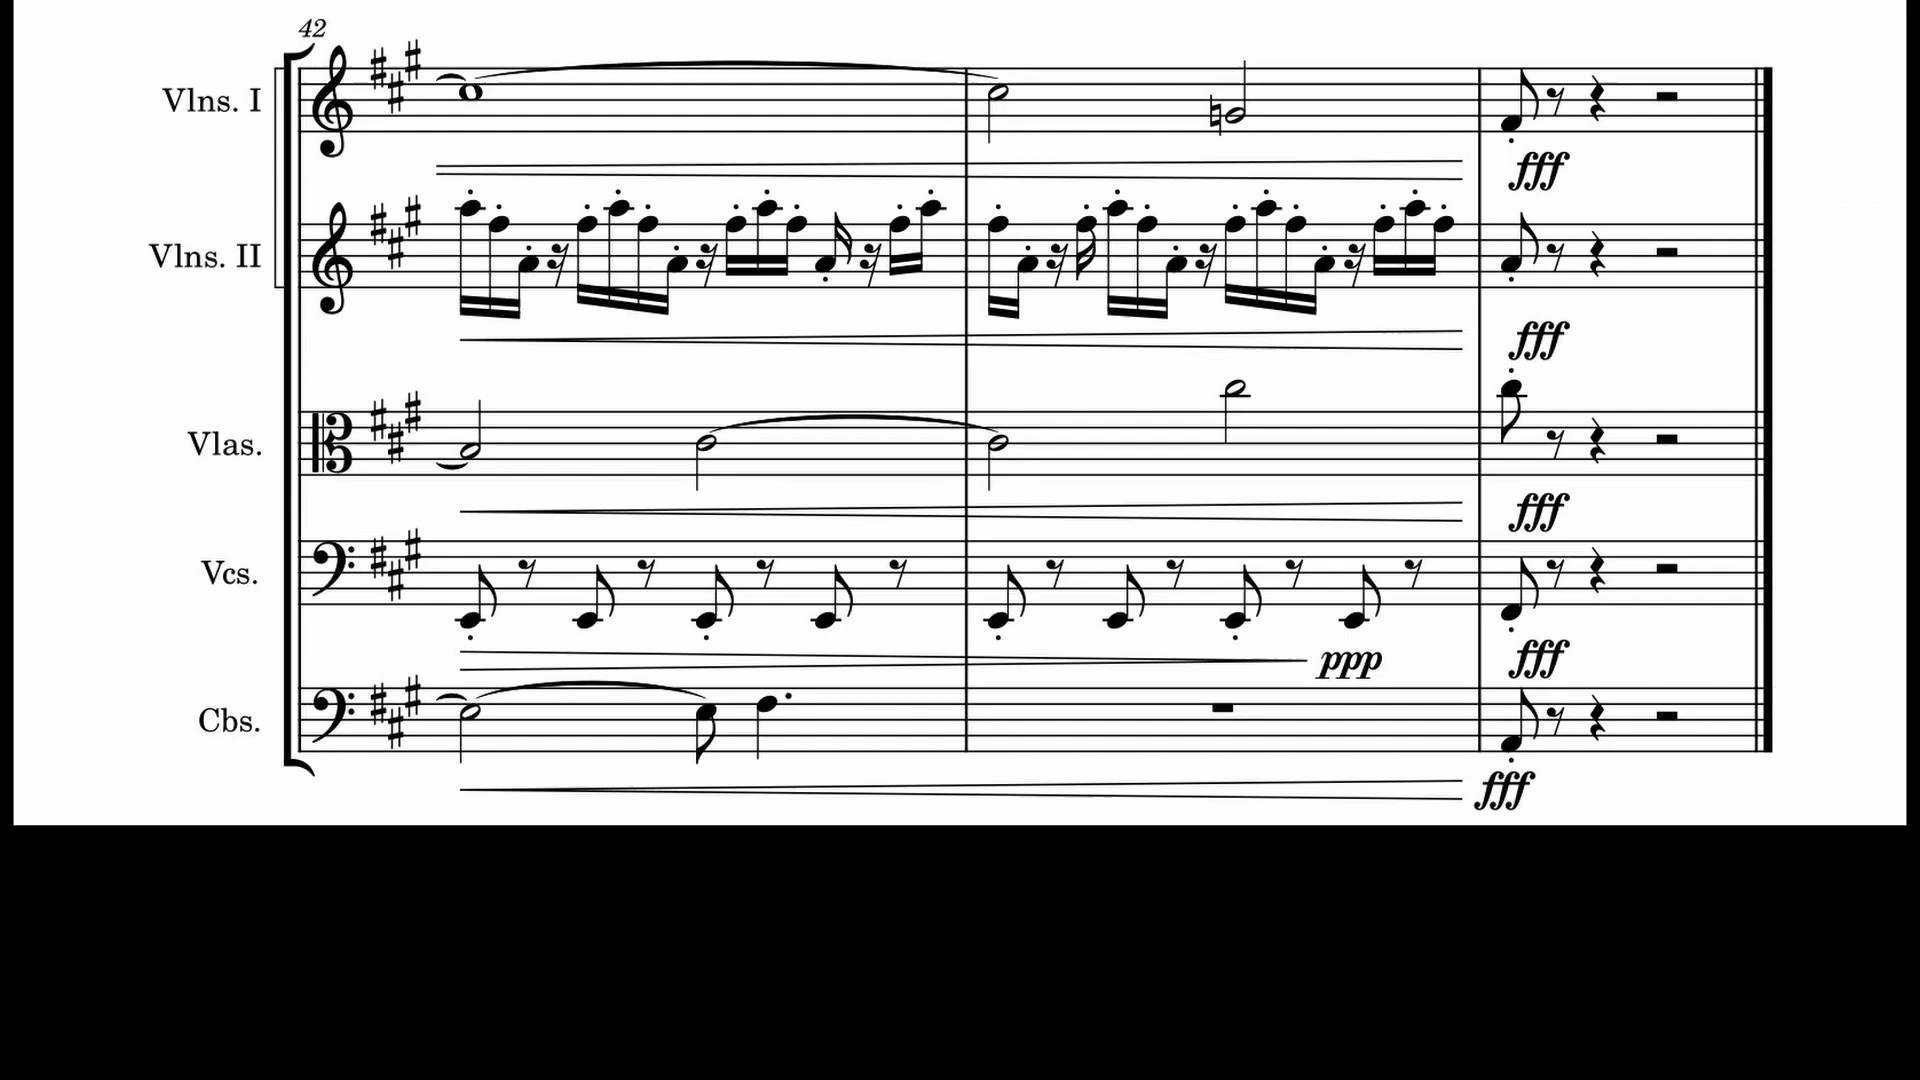 42
Vlns. I
fff
Vlns. II
fff
Vlas.
fff
Vcs.
ppp fff
Cbs.
fff